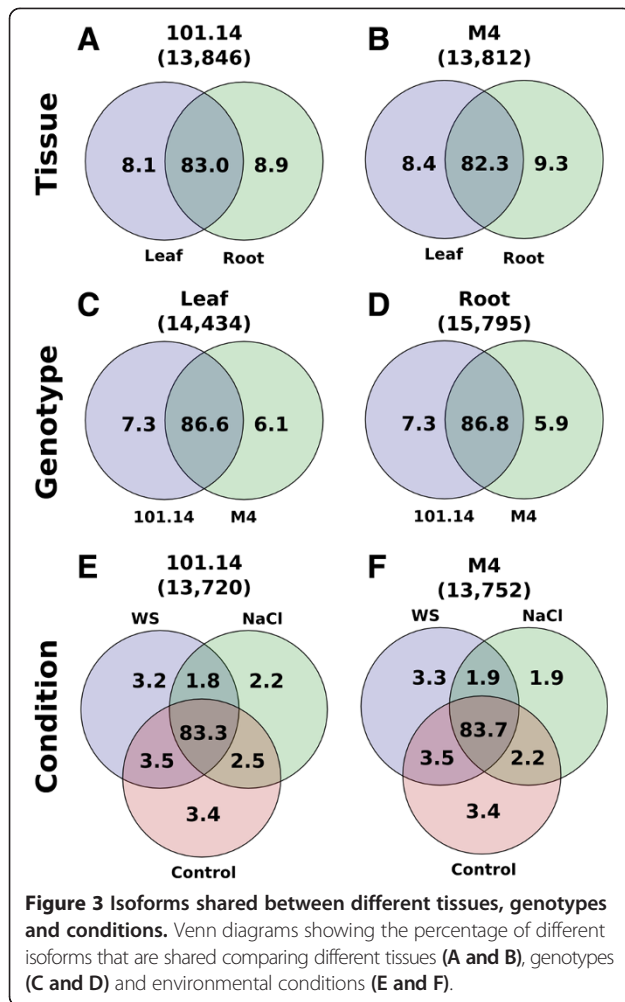 Tissue
A
101.14
(13,846)
8.1
83.0
8.9
Leaf
Root
B
M4
(13,812)
8.4
82.3
9.3
Leaf
Root
Genotype
C
Leaf
(14,434)
7.3
86.6
6.1
101.14
M4
D
Root
(15,795)
7.3
86.8
5.9
101.14
M4
Condition
E
101.14
(13,720)
WS
NaCl
3.2
1.8
2.2
83.3
3.5
2.5
3.4
Control
F
M4
(13,752)
WS
NaCl
3.3
1.9
1.9
83.7
3.5
2.2
3.4
Control
Figure 3 Isoforms shared between different tissues, genotypes
and conditions. Venn diagrams showing the percentage of different
isoforms that are shared comparing different tissues (A and B), genotypes
(C and D) and environmental conditions (E and F).